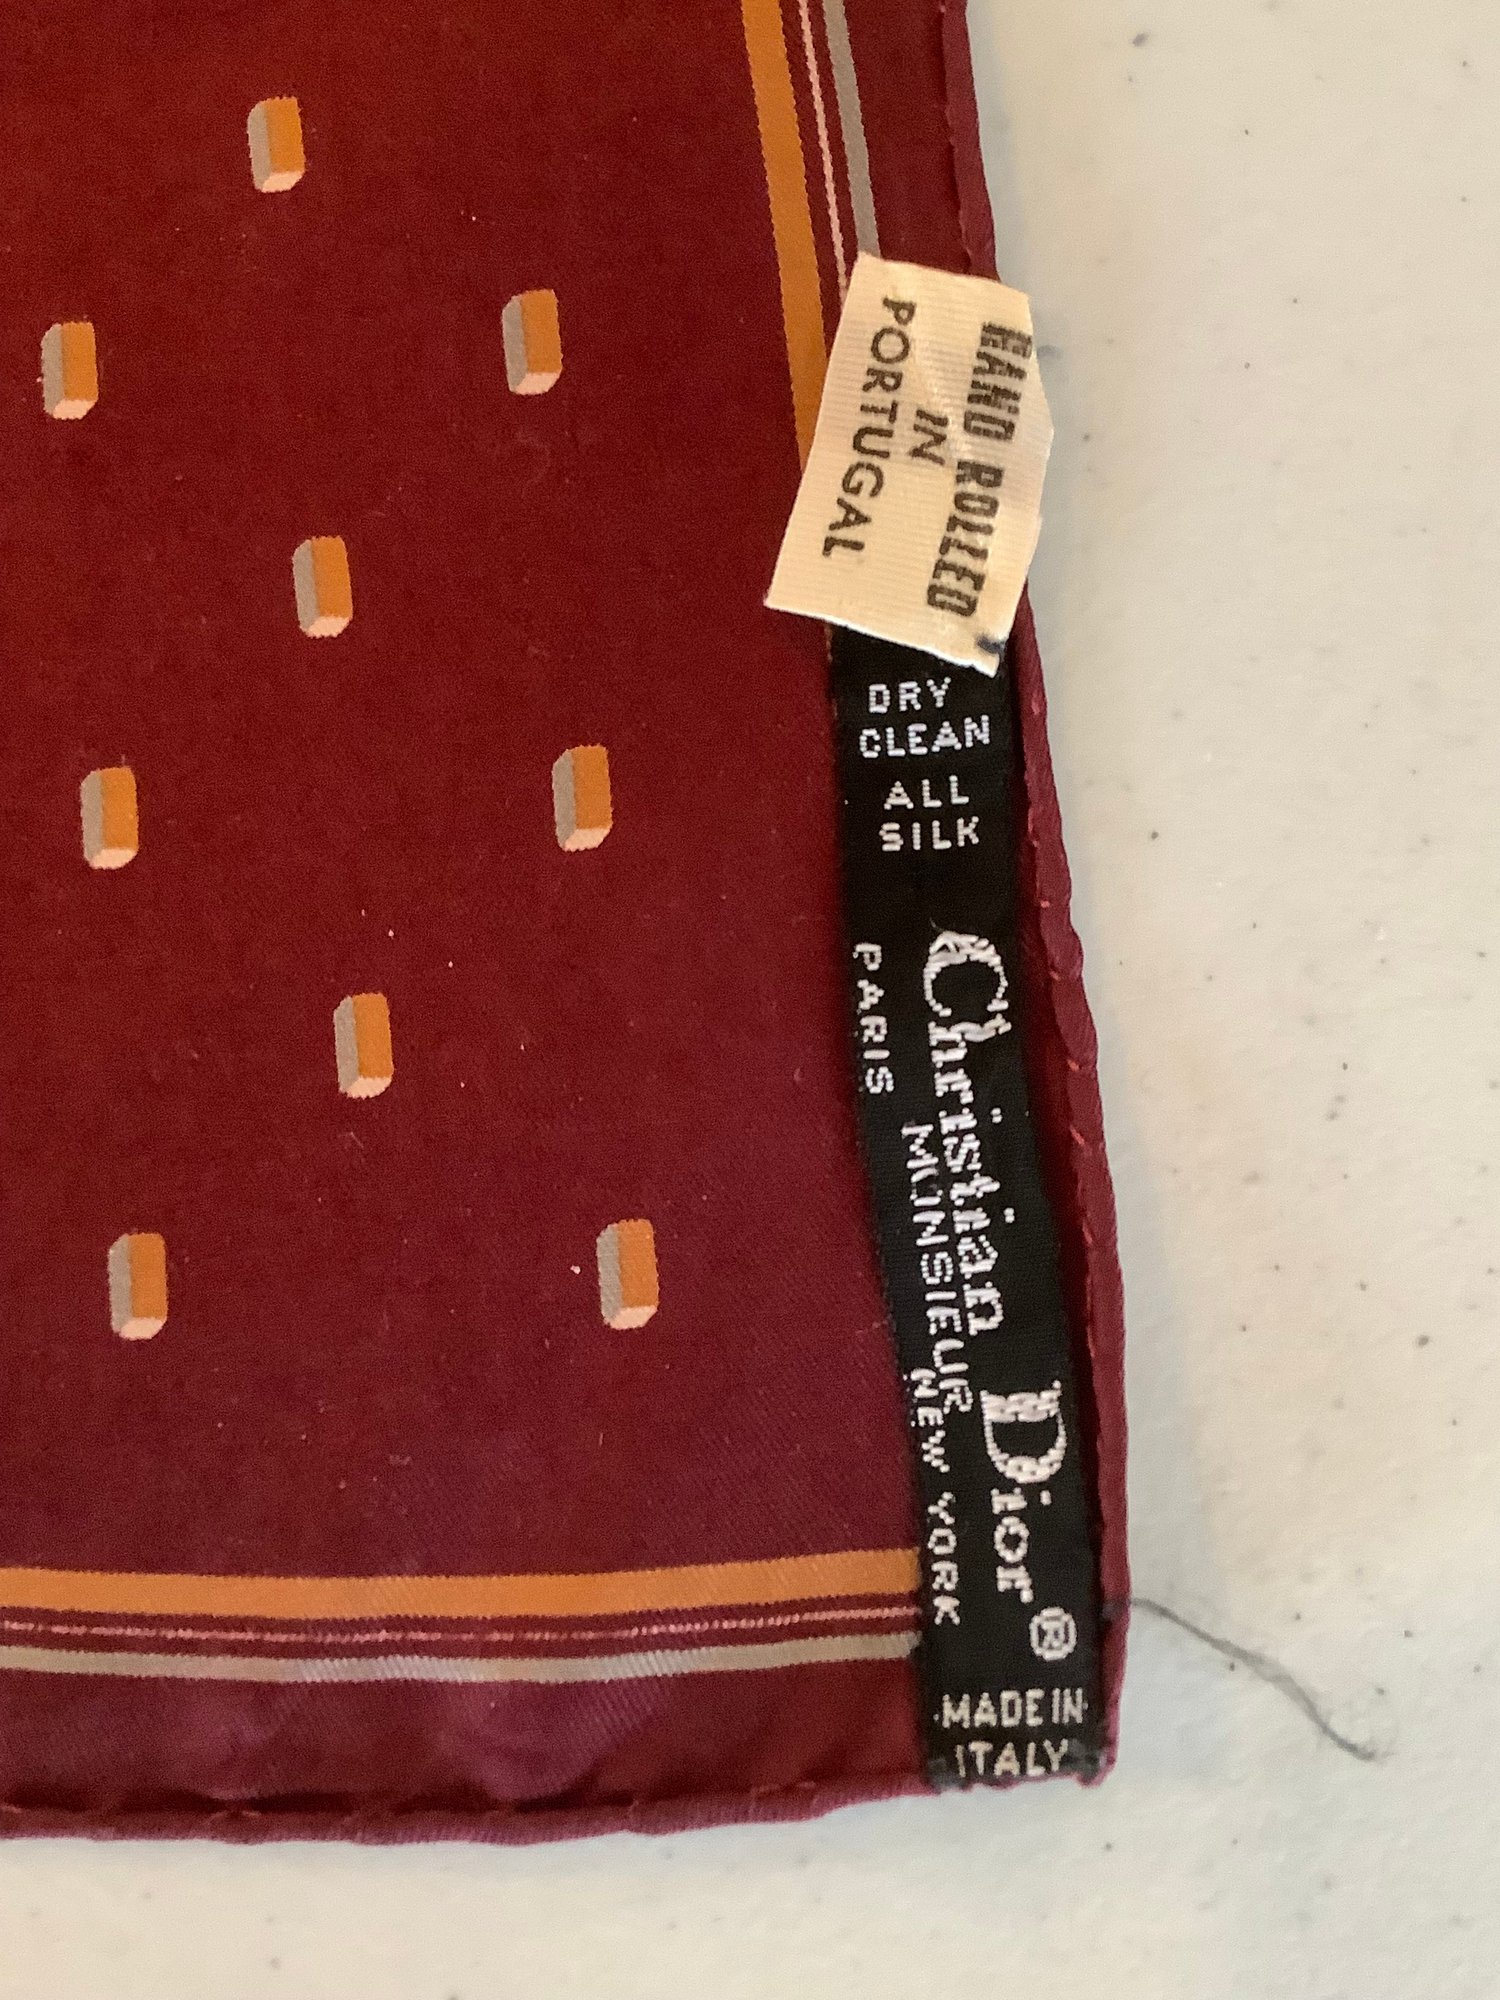 HAND ROLLED
IN
PORTUGAL
DRY
CLEAN
ALL
SILK
Christian Dior ®
MONSIEUR
PARIS NEW YORK
MADE IN
ITALY